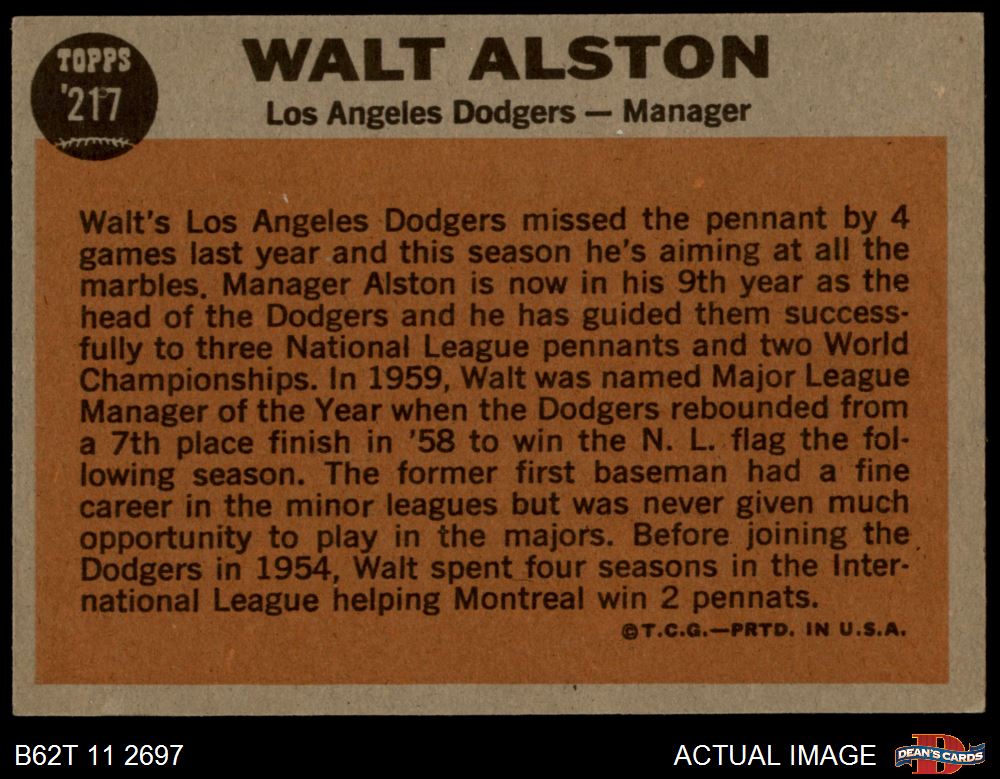 TOPPS
'217
WALT ALSTON
Los Angeles Dodgers — Manager
Walt's Los Angeles Dodgers missed the pennant by 4
games last year and this season he's aiming at all the
marbles. Manager Alston is now in his 9th year as the
head of the Dodgers and he has guided them success-
fully to three National League pennants and two World
Championships. In 1959, Walt was named Major League
Manager of the Year when the Dodgers rebounded from
a 7th place finish in '58 to win the N. L. flag the fol-
lowing season. The former first baseman had a fine
career in the minor leagues but was never given much
opportunity to play in the majors. Before joining the
Dodgers in 1954, Walt spent four seasons in the Inter-
national League helping Montreal win 2 pennats.
©T.C.G.—PRTD. IN U.S.A.
B62T 11 2697
ACTUAL IMAGE
D
DEAN'S CARDS